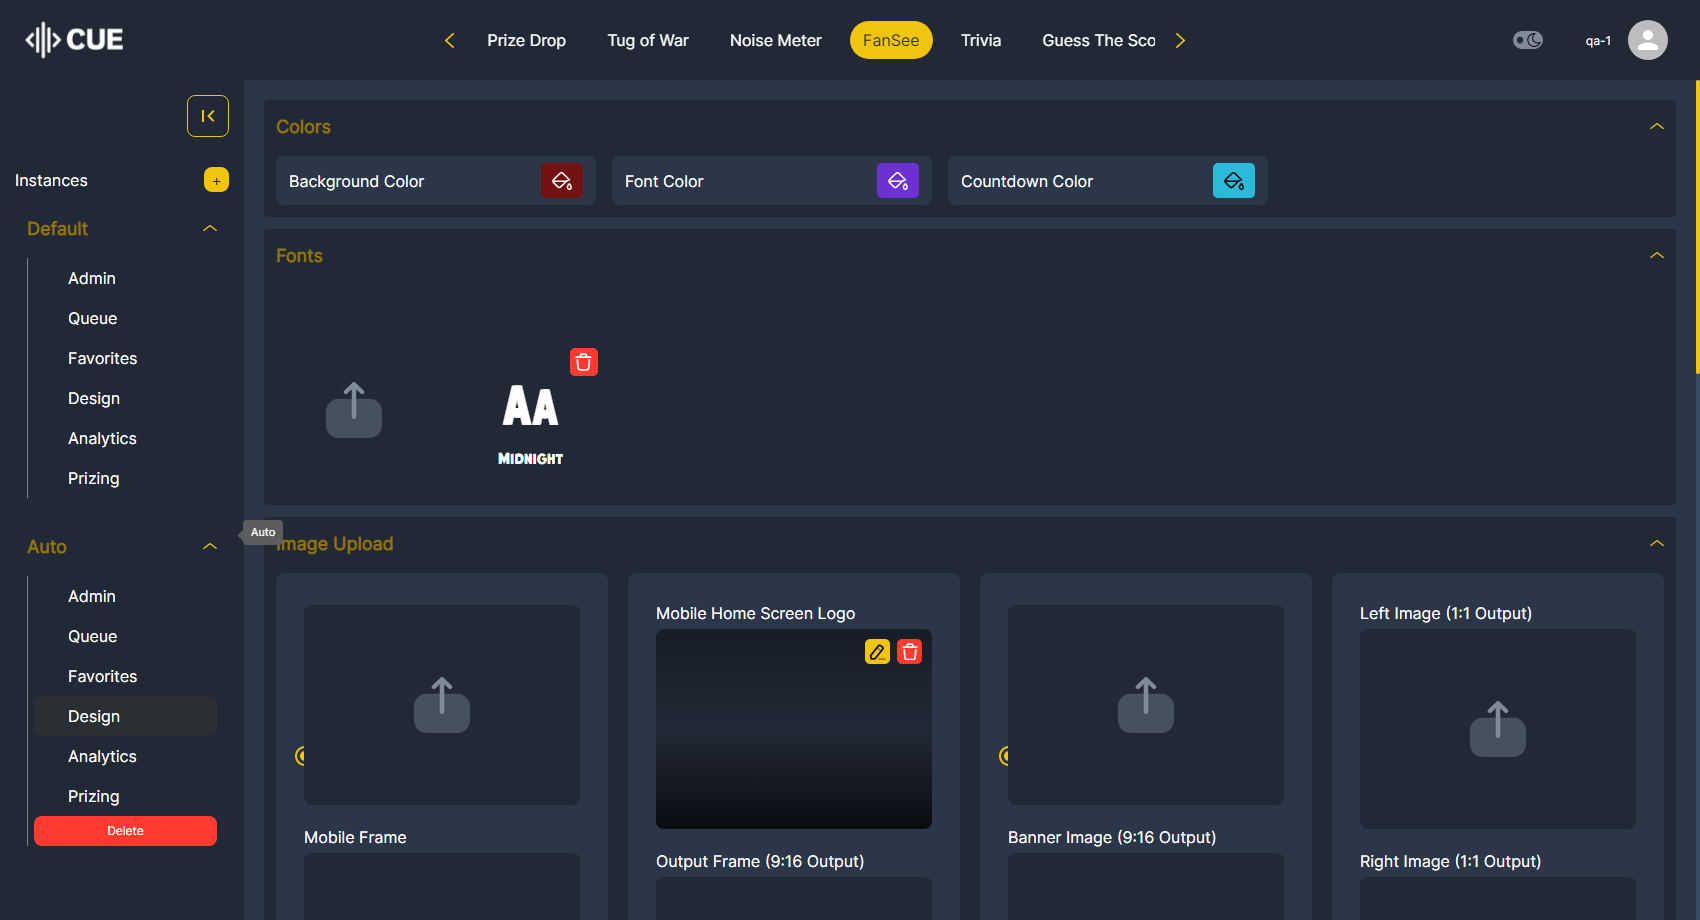 CUE
Prize Drop
Tug of War
Noise Meter
FanSee
Trivia
Guess The Sco
qa-1
Instances
+
Default
Admin
Queue
Favorites
Design
Analytics
Prizing
Auto
Admin
Queue
Favorites
Design
Analytics
Prizing
Delete
Auto
Colors
Background Color
Font Color
Countdown Color
Fonts
AA
MIDNIGHT
Image Upload
Mobile Home Screen Logo
Left Image (1:1 Output)
Mobile Frame
Output Frame (9:16 Output)
Banner Image (9:16 Output)
Right Image (1:1 Output)